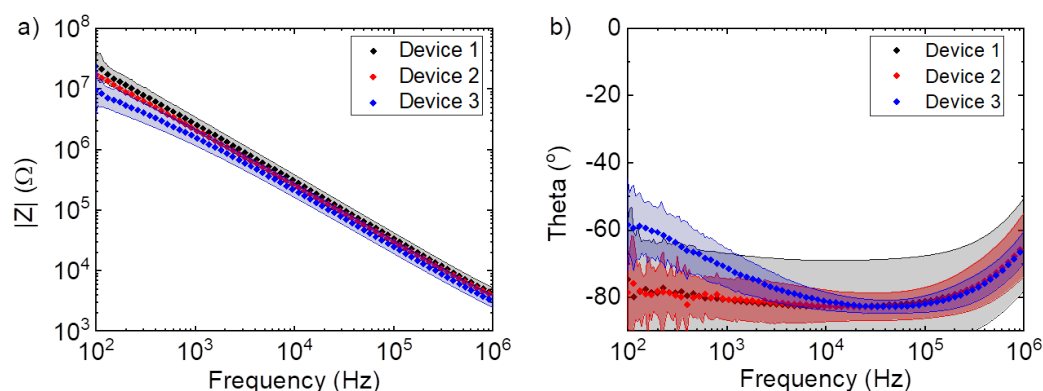 a)
|Z| (Ω)
10^8
10^7
10^6
10^5
10^4
10^3
10^2 10^3 10^4 10^5 10^6
Frequency (Hz)
Device 1
Device 2
Device 3
b)
Theta (°)
0
-20
-40
-60
-80
10^2 10^3 10^4 10^5 10^6
Frequency (Hz)
Device 1
Device 2
Device 3